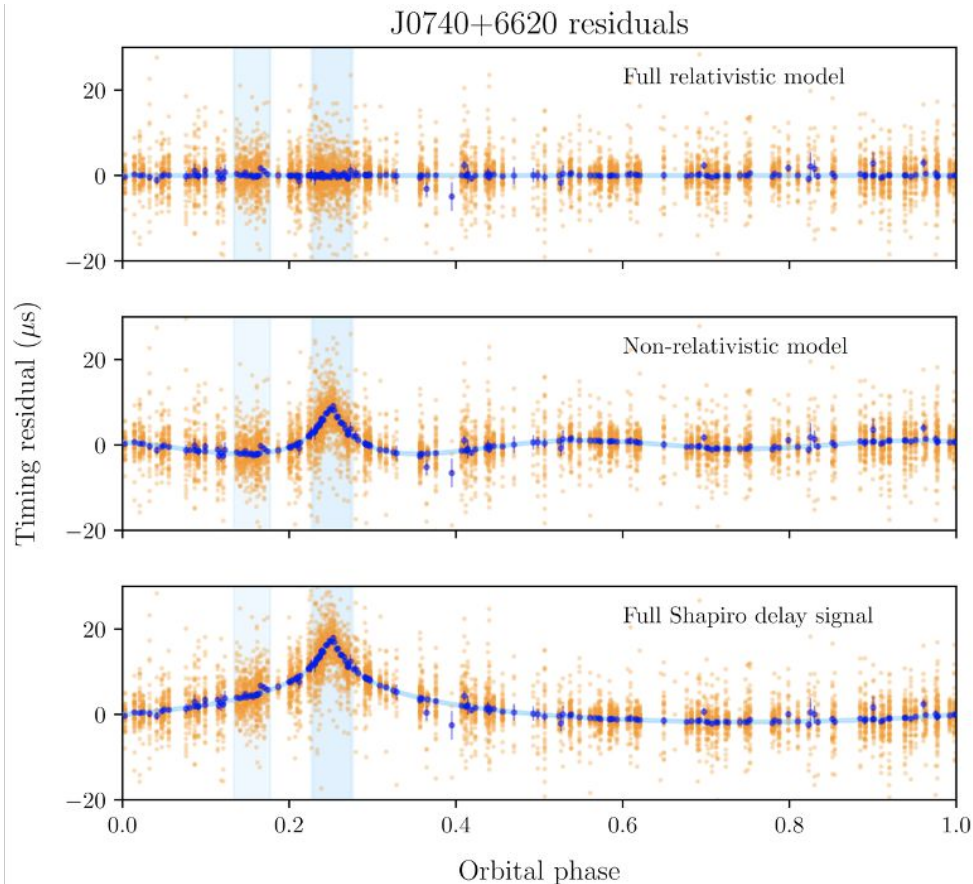 J0740+6620 residuals
Full relativistic model
20
0
−20
Non-relativistic model
20
0
−20
Timing residual (μs)
Full Shapiro delay signal
20
0
−20
0.0 0.2 0.4 0.6 0.8 1.0
Orbital phase